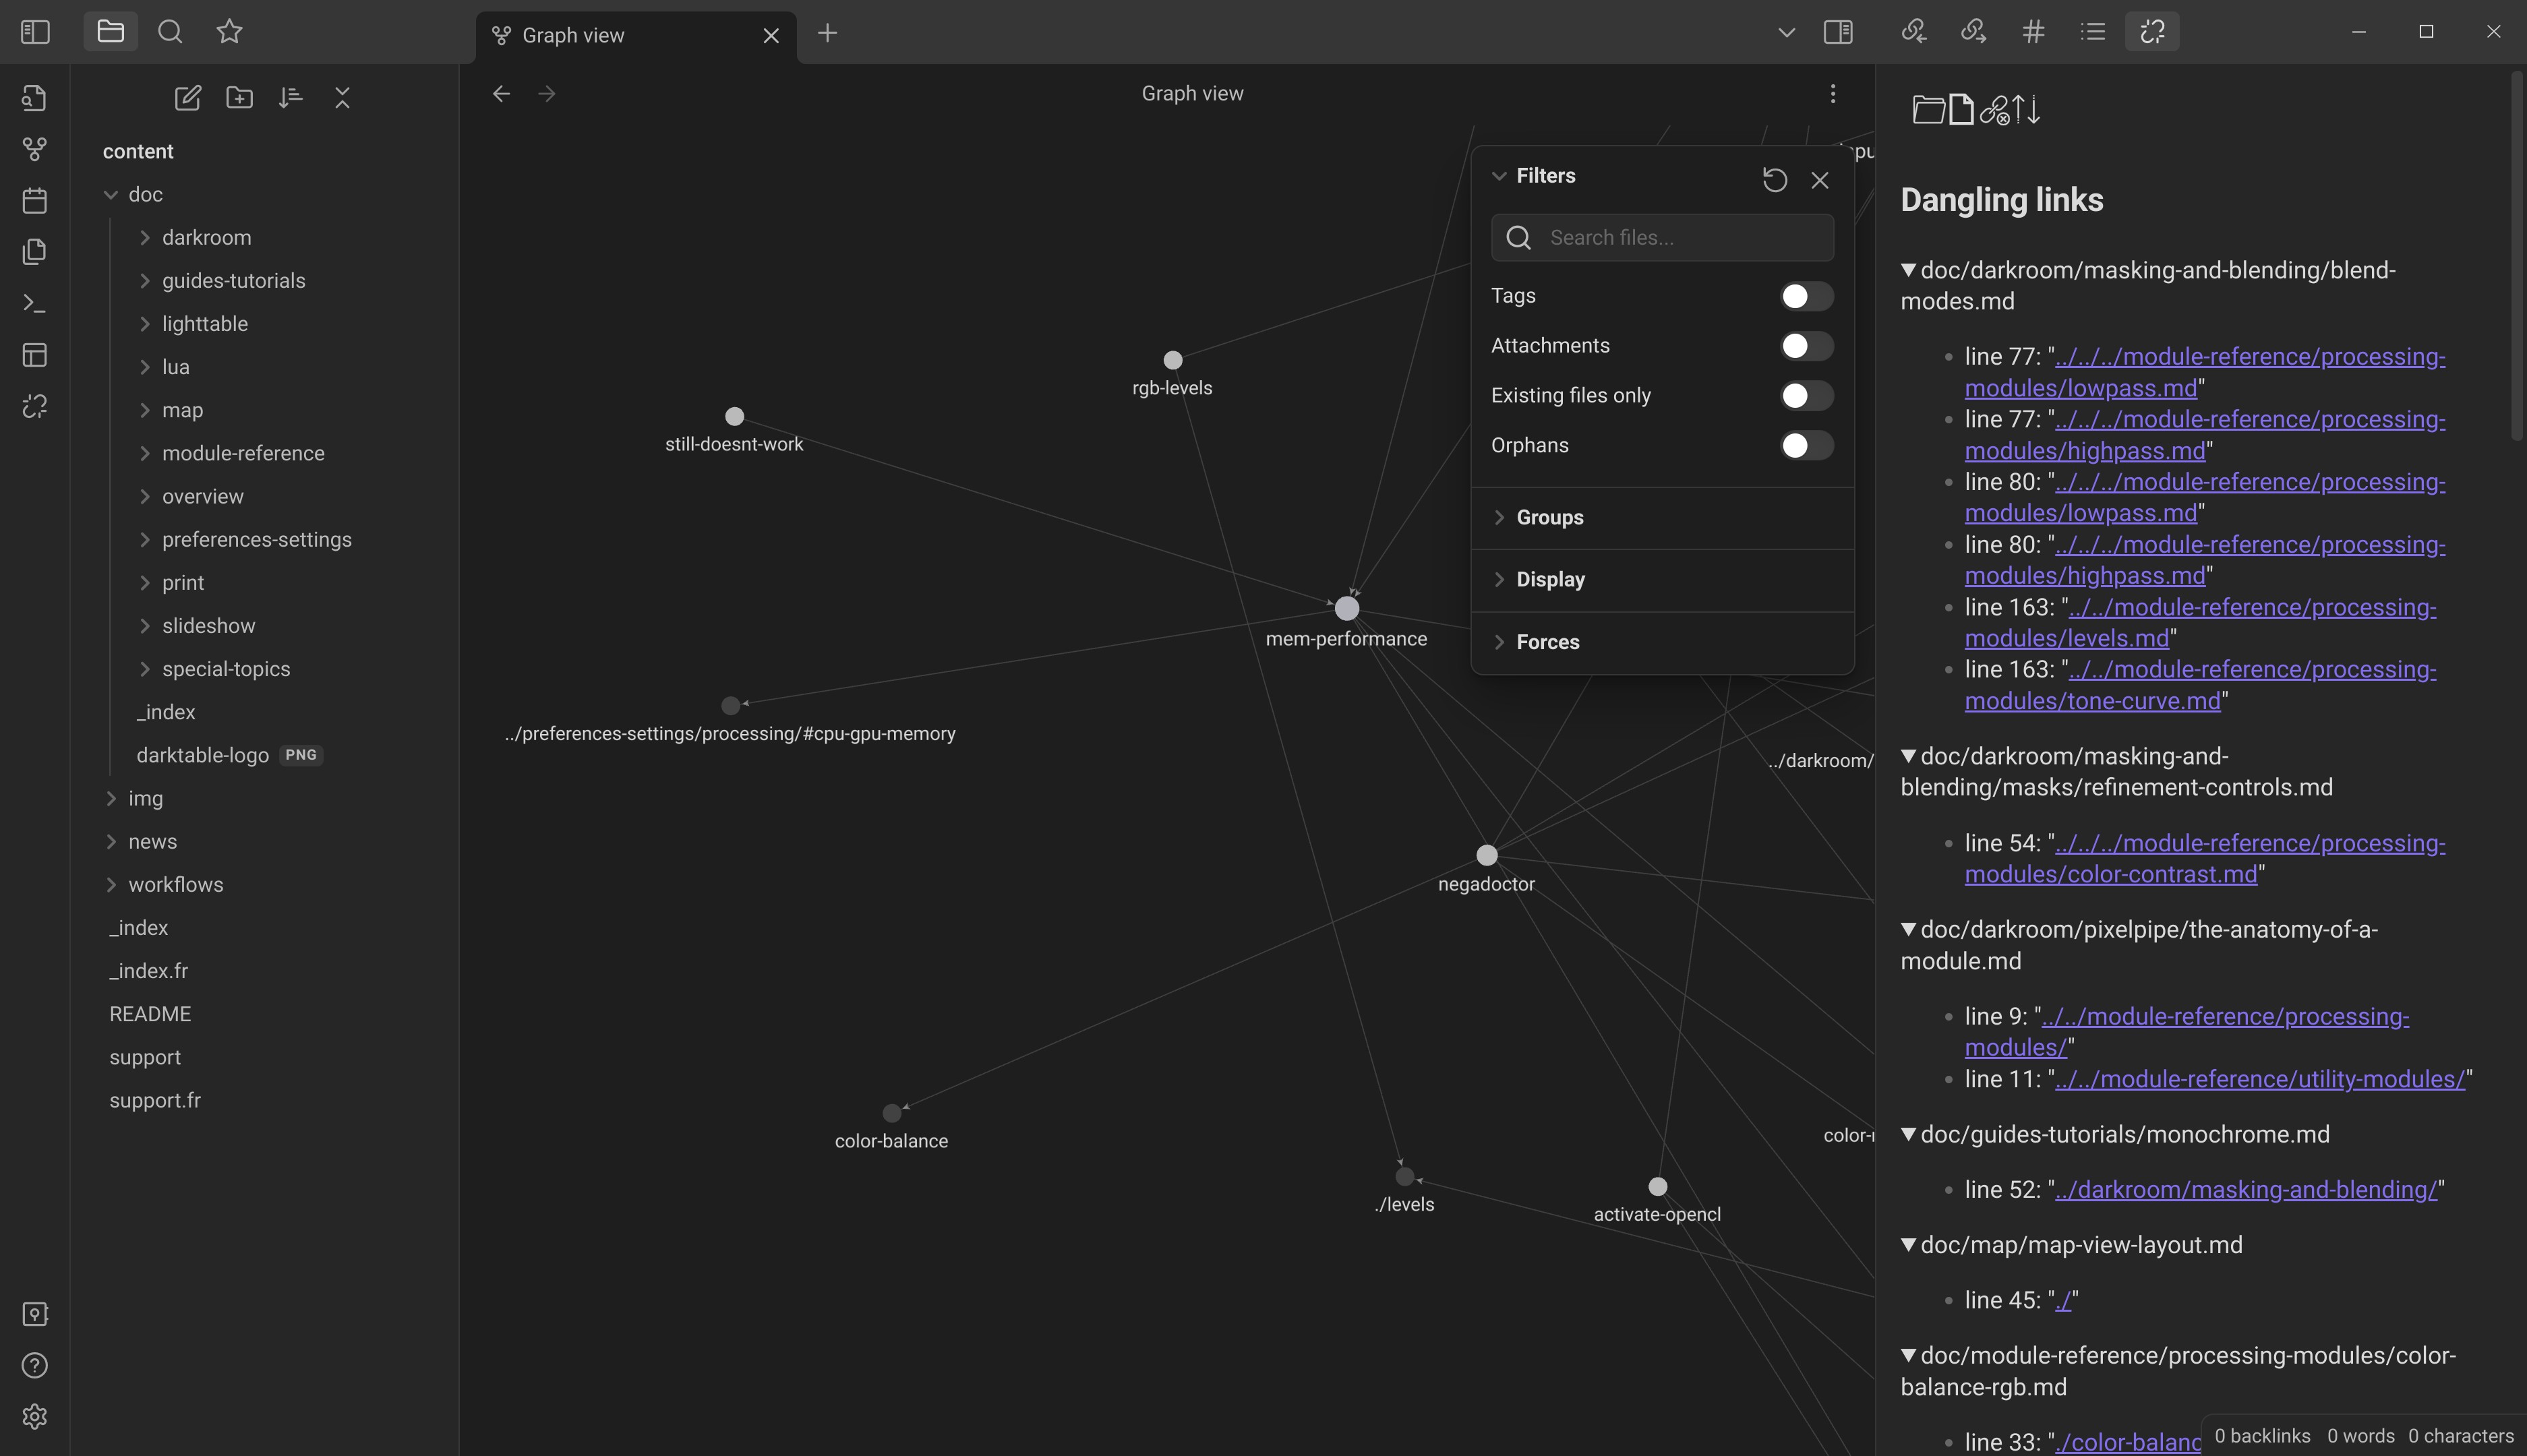 Graph view
content
doc
darkroom
guides-tutorials
lighttable
lua
map
module-reference
overview
preferences-settings
print
slideshow
special-topics
_index
darktable-logo PNG
img
news
workflows
_index
_index.fr
README
support
support.fr
Graph view
rgb-levels
still-doesnt-work
mem-performance
../preferences-settings/processing/#cpu-gpu-memory
../darkroom/
negadoctor
color-balance
./levels
activate-opencl
Filters
Search files...
Tags
Attachments
Existing files only
Orphans
Groups
Display
Forces
Dangling links
doc/darkroom/masking-and-blending/blend-
modes.md
line 77: "../../../module-reference/processing-
modules/lowpass.md"
line 77: "../../../module-reference/processing-
modules/highpass.md"
line 80: "../../../module-reference/processing-
modules/lowpass.md"
line 80: "../../../module-reference/processing-
modules/highpass.md"
line 163: "../../module-reference/processing-
modules/levels.md"
line 163: "../../module-reference/processing-
modules/tone-curve.md"
doc/darkroom/masking-and-
blending/masks/refinement-controls.md
line 54: "../../../module-reference/processing-
modules/color-contrast.md"
doc/darkroom/pixelpipe/the-anatomy-of-a-
module.md
line 9: "../../module-reference/processing-
modules/"
line 11: "../../module-reference/utility-modules/"
doc/guides-tutorials/monochrome.md
line 52: "../darkroom/masking-and-blending/"
doc/map/map-view-layout.md
line 45: "./"
doc/module-reference/processing-modules/color-
balance-rgb.md
line 33: "./color-balanc
0 backlinks 0 words 0 characters